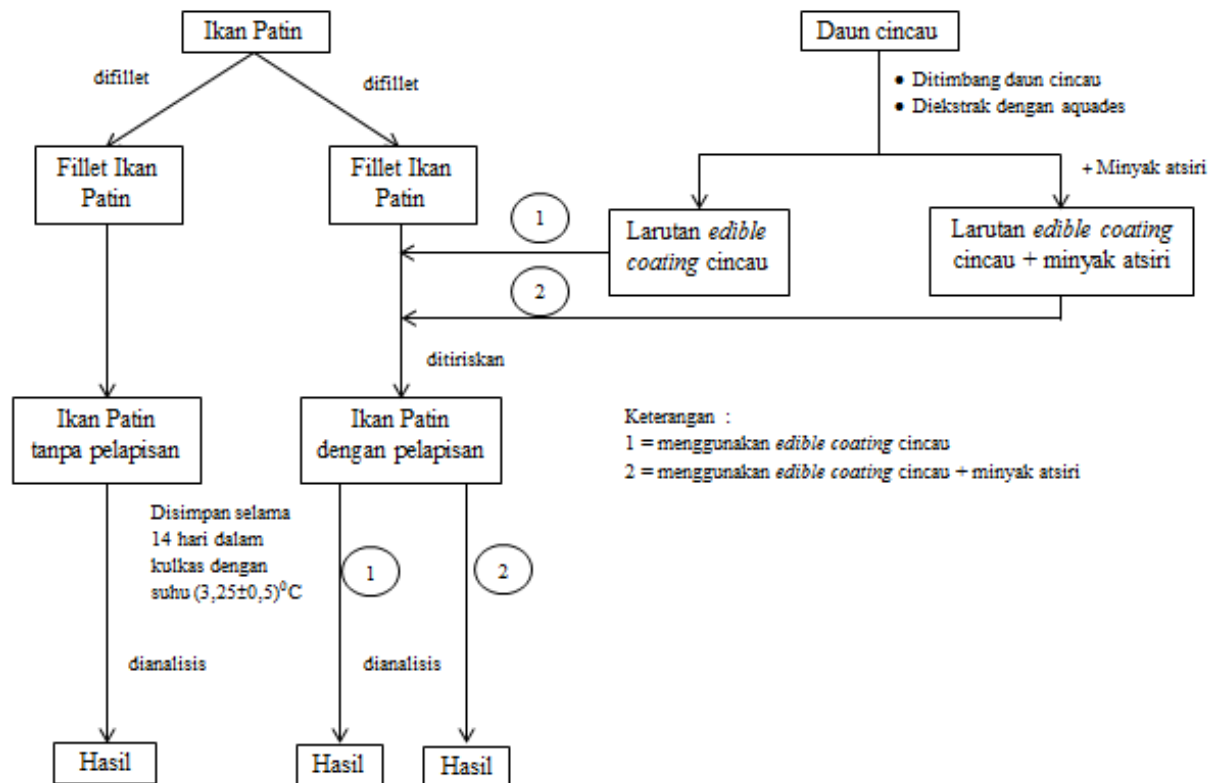 Ikan Patin
Daun cincau
difillet
difillet
● Ditimbang daun cincau
● Diekstrak dengan aquades
Fillet Ikan
Patin
Fillet Ikan
Patin
+ Minyak atsiri
1
Larutan edible
coating cincau
Larutan edible coating
cincau + minyak atsiri
2
ditiriskan
Ikan Patin
tanpa pelapisan
Ikan Patin
dengan pelapisan
Keterangan :
1 = menggunakan edible coating cincau
2 = menggunakan edible coating cincau + minyak atsiri
Disimpan selama
14 hari dalam
kulkas dengan
suhu (3,25±0,5)⁰C
1
2
dianalisis
dianalisis
Hasil
Hasil
Hasil